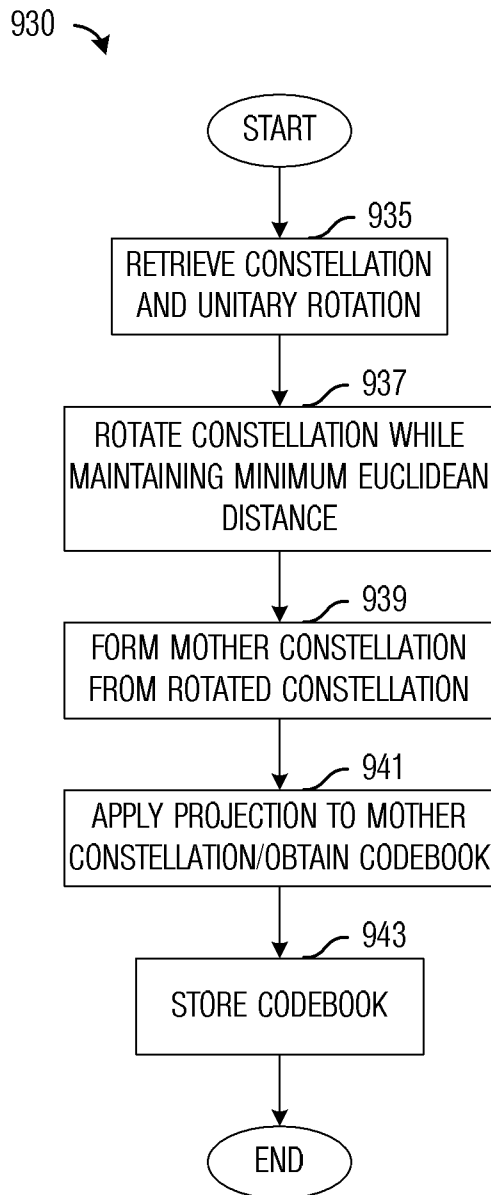 930
START
935
RETRIEVE CONSTELLATION
AND UNITARY ROTATION
937
ROTATE CONSTELLATION WHILE
MAINTAINING MINIMUM EUCLIDEAN
DISTANCE
939
FORM MOTHER CONSTELLATION
FROM ROTATED CONSTELLATION
941
APPLY PROJECTION TO MOTHER
CONSTELLATION/OBTAIN CODEBOOK
943
STORE CODEBOOK
END